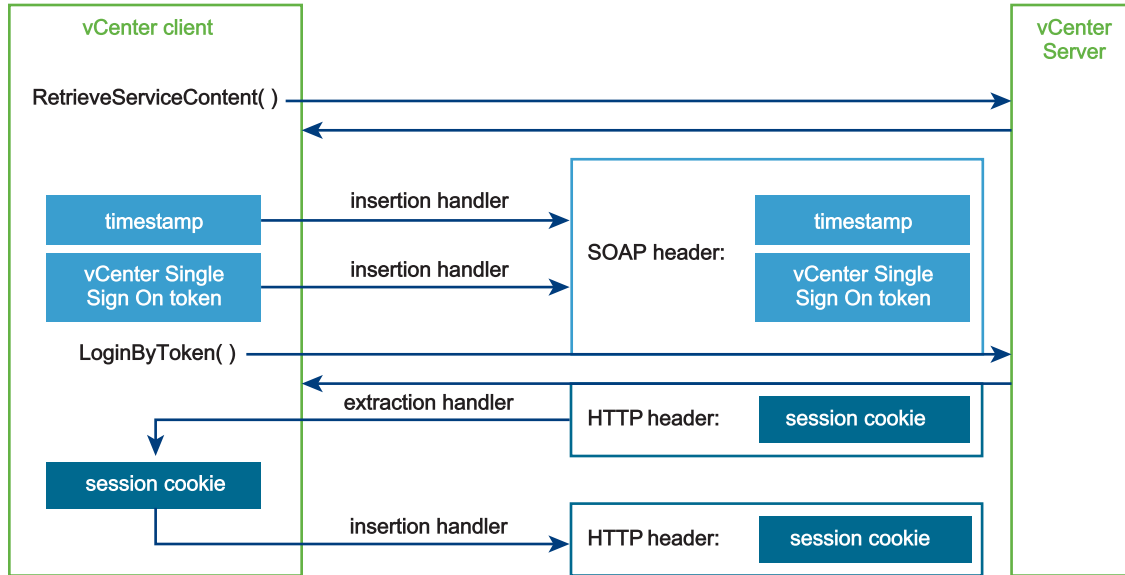 vCenter client
vCenter
Server
RetrieveServiceContent( )
insertion handler
timestamp
SOAP header:
timestamp
insertion handler
vCenter Single
Sign On token
vCenter Single
Sign On token
LoginByToken( )
extraction handler
HTTP header:
session cookie
session cookie
insertion handler
HTTP header:
session cookie